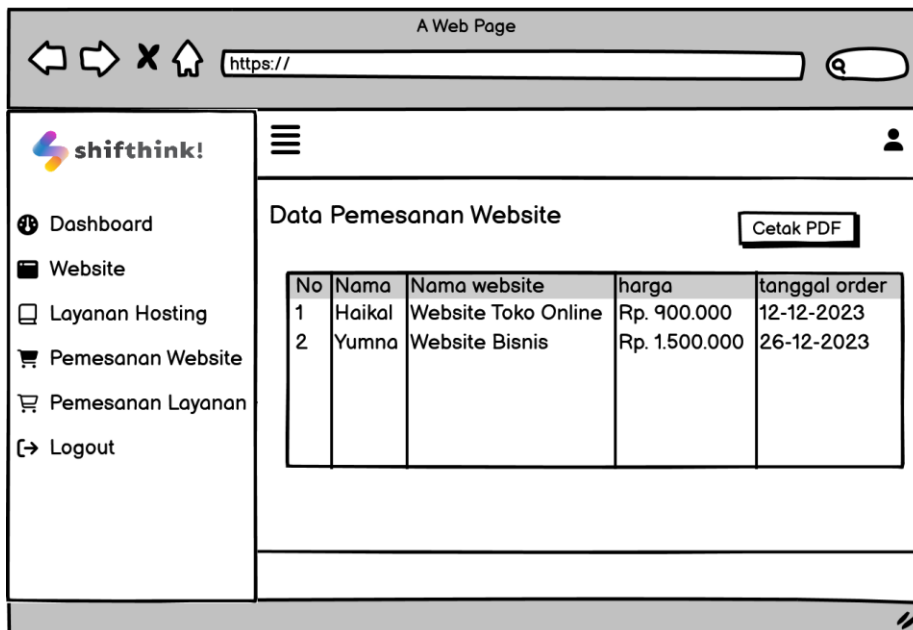 A Web Page
https://
shifthink!
Dashboard
Website
Layanan Hosting
Pemesanan Website
Pemesanan Layanan
Logout
Data Pemesanan Website
Cetak PDF
No Nama Nama website harga tanggal order
1 Haikal Website Toko Online Rp. 900.000 12-12-2023
2 Yumna Website Bisnis Rp. 1.500.000 26-12-2023